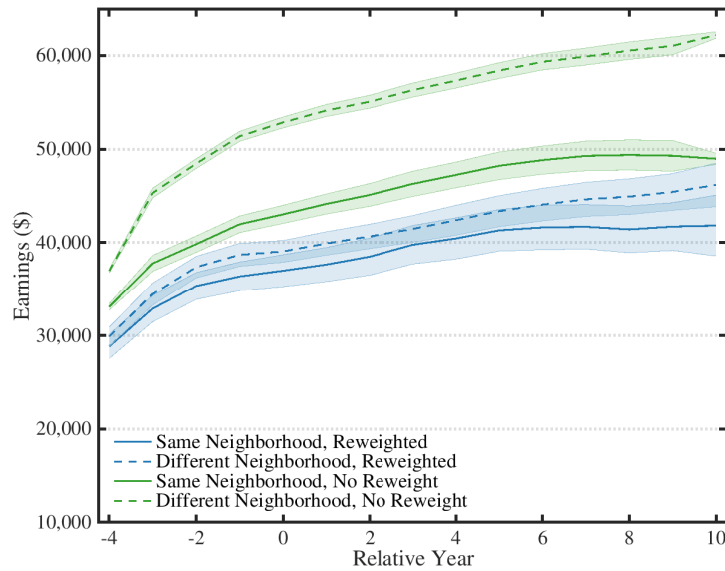 60,000
50,000
40,000
30,000
20,000
10,000
Earnings ($)
Same Neighborhood, Reweighted
Different Neighborhood, Reweighted
Same Neighborhood, No Reweight
Different Neighborhood, No Reweight
-4 -2 0 2 4 6 8 10
Relative Year